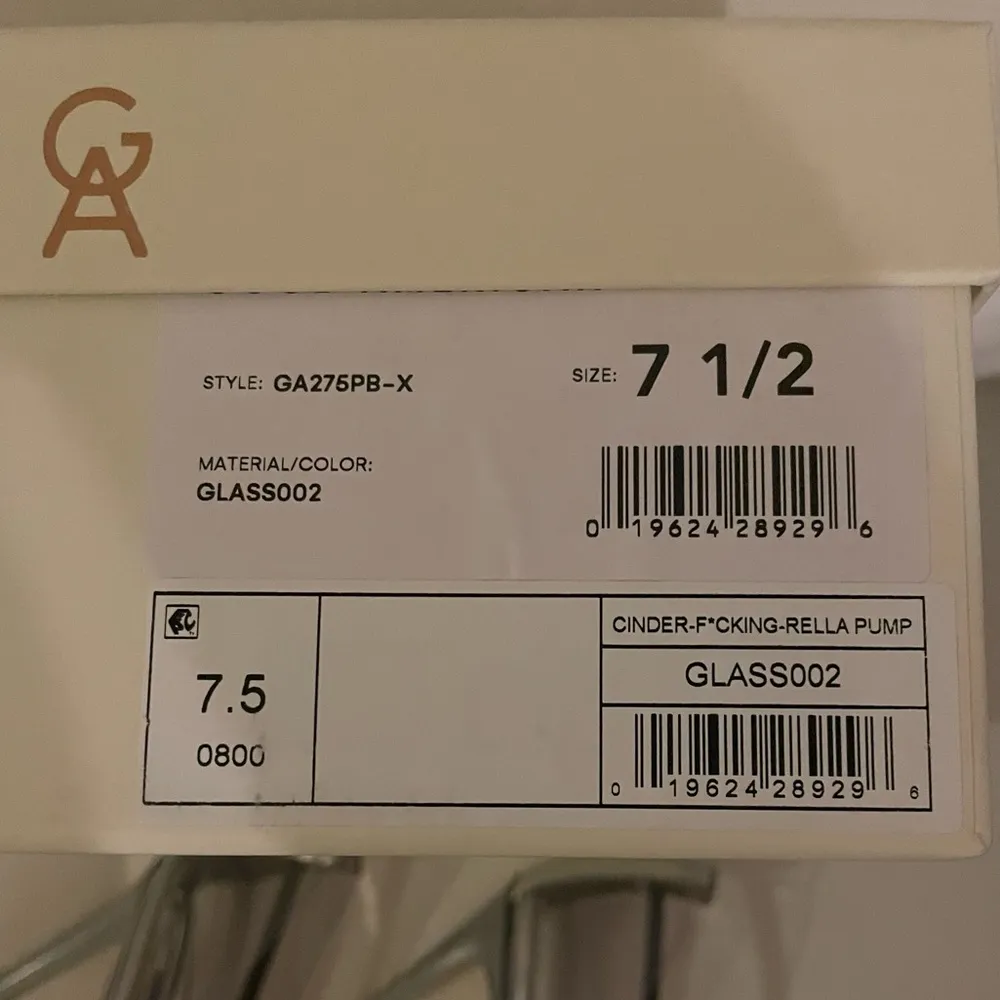 GA
STYLE: GA275PB-X
SIZE: 7 1/2
MATERIAL/COLOR:
GLASS002
0 19624 28929 6
7.5
0800
CINDER-F*CKING-RELLA PUMP
GLASS002
0 19624 28929 6